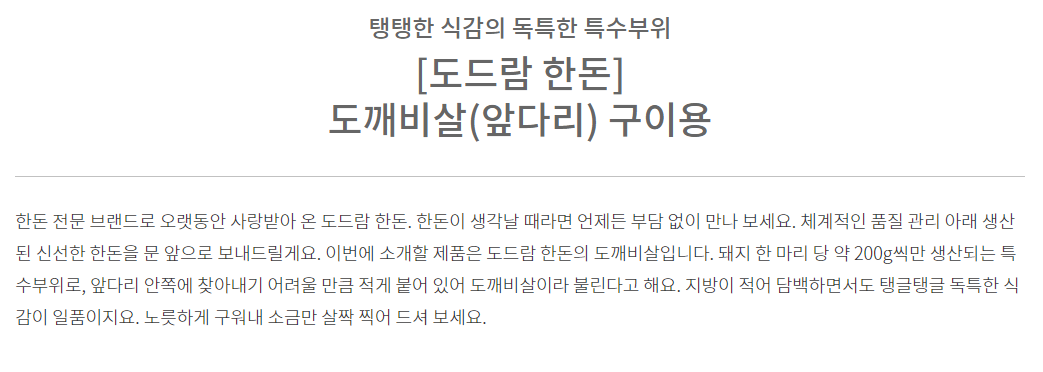 탱탱한 식감의 독특한 특수부위
[도드람 한돈]
도깨비살(앞다리) 구이용
한돈 전문 브랜드로 오랫동안 사랑받아 온 도드람 한돈. 한돈이 생각날 때라면 언제든 부담 없이 만나 보세요. 체계적인 품질 관리 아래 생산
된 신선한 한돈을 문 앞으로 보내드릴게요. 이번에 소개할 제품은 도드람 한돈의 도깨비살입니다. 돼지 한 마리 당 약 200g씩만 생산되는 특
수부위로, 앞다리 안쪽에 찾아내기 어려울 만큼 적게 붙어 있어 도깨비살이라 불린다고 해요. 지방이 적어 담백하면서도 탱글탱글 독특한 식
감이 일품이지요. 노릇하게 구워내 소금만 살짝 찍어 드셔 보세요.